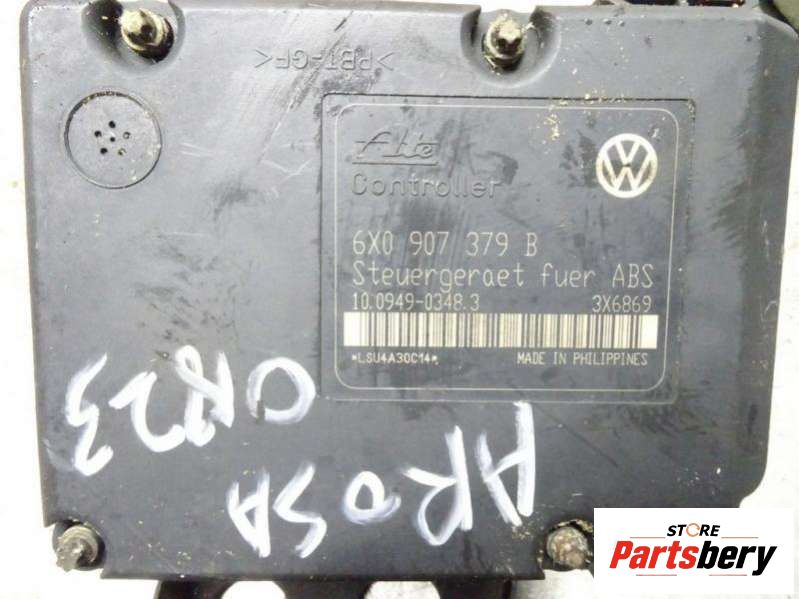 >PBT-GF<
Ate
Controller
6X0 907 379 B
Steuergeraet fuer ABS
10.0949-0348.3 3X6869
*LSU4A30C14*
MADE IN PHILIPPINES
AROSA
STORE
Partsbery